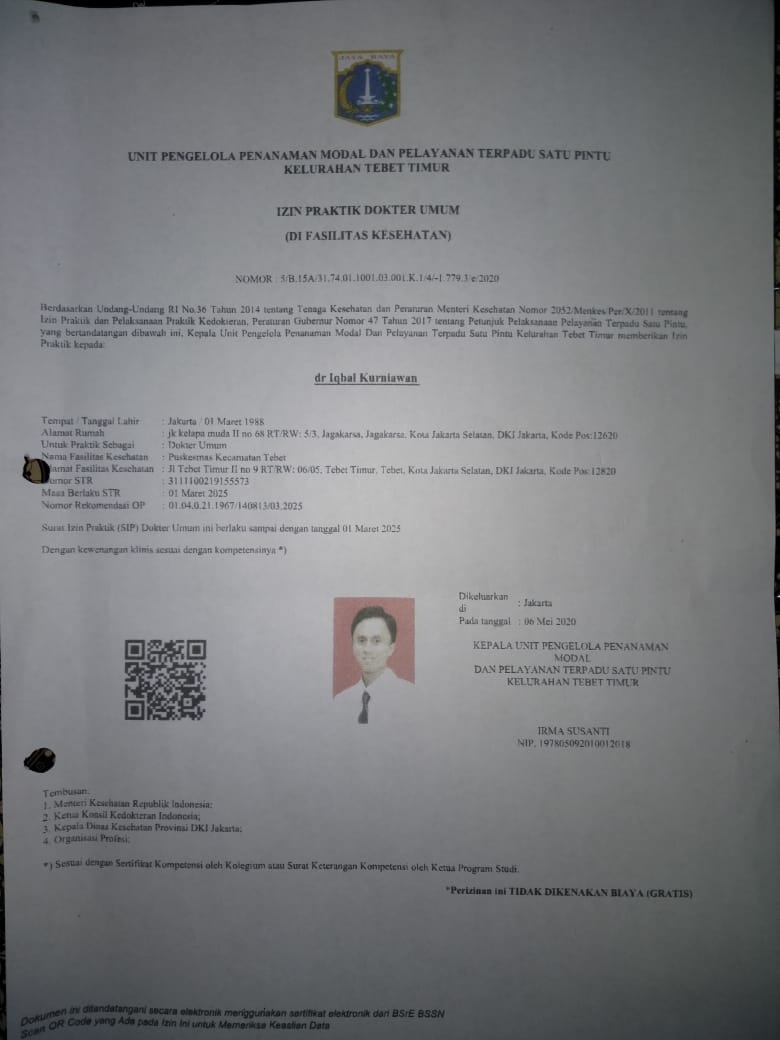 JAYA RAYA
UNIT PENGELOLA PENANAMAN MODAL DAN PELAYANAN TERPADU SATU PINTU
KELURAHAN TEBET TIMUR
IZIN PRAKTIK DOKTER UMUM
(DI FASILITAS KESEHATAN)
NOMOR : 5/B.15A/31.74.01.1001.03.001.K.1/4/-1.779.3/e/2020
Berdasarkan Undang-Undang RI No.36 Tahun 2014 tentang Tenaga Kesehatan dan Peraturan Menteri Kesehatan Nomor 2052/Menkes/Per/X/2011 tentang
Izin Praktik dan Pelaksanaan Praktik Kedokteran, Peraturan Gubernur Nomor 47 Tahun 2017 tentang Petunjuk Pelaksanaan Pelayanan Terpadu Satu Pintu,
yang bertandatangan dibawah ini, Kepala Unit Pengelola Penanaman Modal Dan Pelayanan Terpadu Satu Pintu Kelurahan Tebet Timur memberikan Izin
Praktik kepada:
dr Iqbal Kurniawan
Tempat / Tanggal Lahir : Jakarta / 01 Maret 1988
Alamat Rumah : jk kelapa muda II no 68 RT/RW: 5/3, Jagakarsa, Jagakarsa, Kota Jakarta Selatan, DKI Jakarta, Kode Pos:12620
Untuk Praktik Sebagai : Dokter Umum
Nama Fasilitas Kesehatan : Puskesmas Kecamatan Tebet
lamat Fasilitas Kesehatan : Jl Tebet Timur II no 9 RT/RW: 06/05, Tebet Timur, Tebet, Kota Jakarta Selatan, DKI Jakarta, Kode Pos:12820
omor STR : 3111100219155573
Masa Berlaku STR : 01 Maret 2025
Nomor Rekomendasi OP : 01.04.0.21.1967/140813/03.2025
Surat Izin Praktik (SIP) Dokter Umum ini berlaku sampai dengan tanggal 01 Maret 2025
Dengan kewenangan klinis sesuai dengan kompetensinya *)
Dikeluarkan di : Jakarta
Pada tanggal : 06 Mei 2020
KEPALA UNIT PENGELOLA PENANAMAN
MODAL
DAN PELAYANAN TERPADU SATU PINTU
KELURAHAN TEBET TIMUR
IRMA SUSANTI
NIP. 197805092010012018
Tembusan:
1. Menteri Kesehatan Republik Indonesia;
2. Ketua Konsil Kedokteran Indonesia;
3. Kepala Dinas Kesehatan Provinsi DKI Jakarta;
4. Organisasi Profesi;
*) Sesuai dengan Sertifikat Kompetensi oleh Kolegium atau Surat Keterangan Kompetensi oleh Ketua Program Studi.
*Perizinan ini TIDAK DIKENAKAN BIAYA (GRATIS)
Dokumen ini ditandatangani secara elektronik menggunakan sertifikat elektronik dari BSrE BSSN
Scan QR Code yang Ada pada Izin Ini untuk Memeriksa Keaslian Data